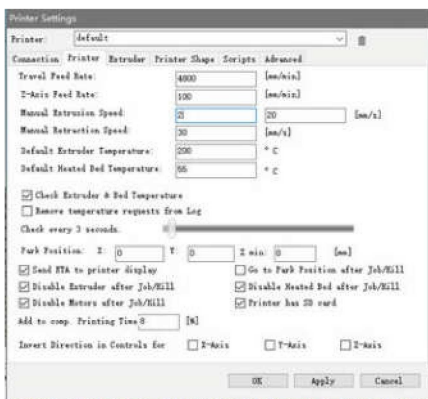 Printer Settings
Printer: default
Connection Printer Extruder Printer Shape Scripts Advanced
Travel Feed Rate: 4800 [mm/min]
Z-Axis Feed Rate: 100 [mm/min]
Manual Extrusion Speed: 2 20 [mm/s]
Manual Retraction Speed: 30 [mm/s]
Default Extruder Temperature: 200 ° C
Default Heated Bed Temperature: 55 ° C
Check Extruder & Bed Temperature
Remove temperature requests from Log
Check every 3 seconds.
Park Position: X: 0 Y: 0 Z min: 0 [mm]
Send ETA to printer display Go to Park Position after Job/Kill
Disable Extruder after Job/Kill Disable Heated Bed after Job/Kill
Disable Motors after Job/Kill Printer has SD card
Add to comp. Printing Time 8 [%]
Invert Direction in Controls for X-Axis Y-Axis Z-Axis
OK Apply Cancel